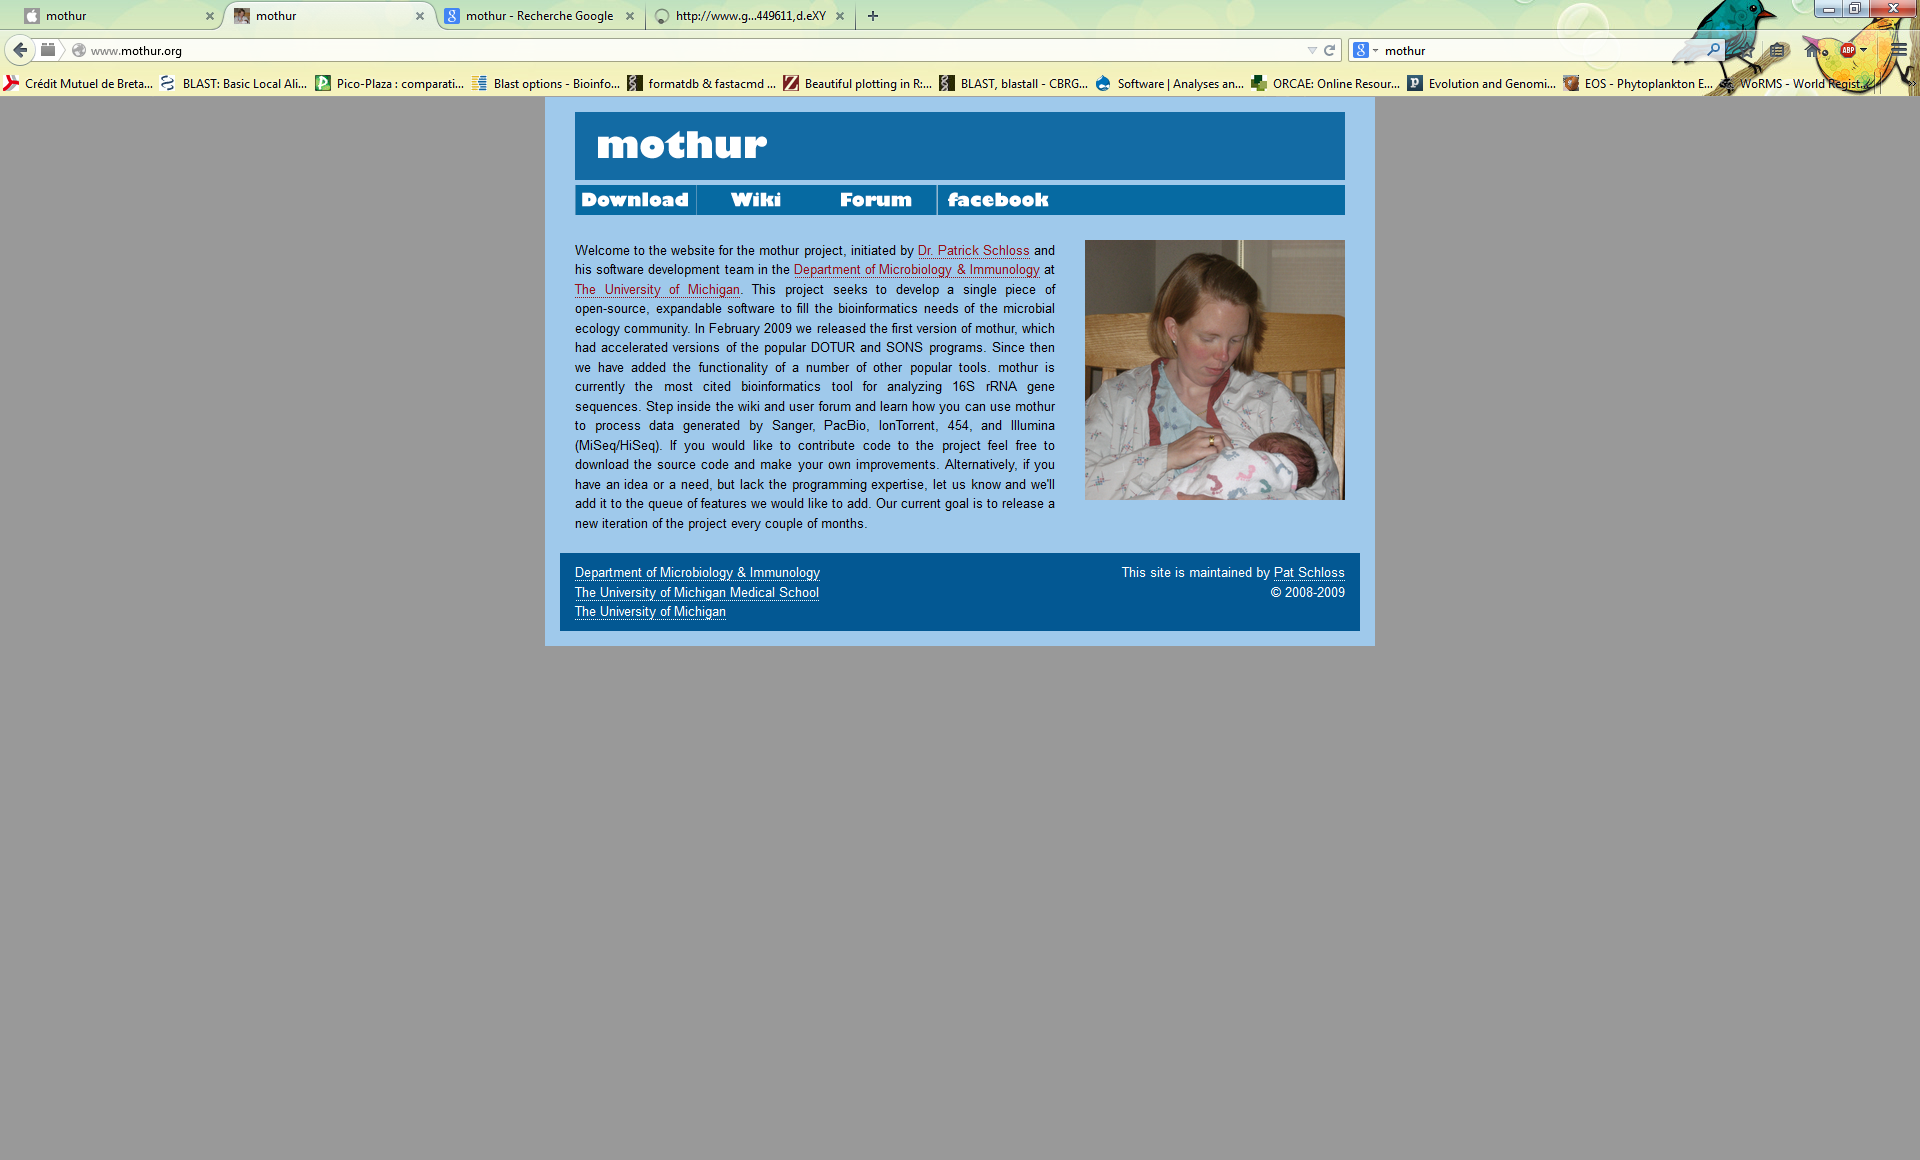 mothur
mothur
mothur - Recherche Google
http://www.g...449611,d.eXY
www.mothur.org
mothur
ABP
Crédit Mutuel de Breta...
BLAST: Basic Local Ali...
Pico-Plaza : comparati...
Blast options - Bioinfo...
formatdb & fastacmd ...
Beautiful plotting in R:...
BLAST, blastall - CBRG...
Software | Analyses an...
ORCAE: Online Resour...
Evolution and Genomi...
EOS - Phytoplankton E...
WoRMS - World Regist...
mothur
Download Wiki Forum facebook
Welcome to the website for the mothur project, initiated by Dr. Patrick Schloss and
his software development team in the Department of Microbiology & Immunology at
The University of Michigan. This project seeks to develop a single piece of
open-source, expandable software to fill the bioinformatics needs of the microbial
ecology community. In February 2009 we released the first version of mothur, which
had accelerated versions of the popular DOTUR and SONS programs. Since then
we have added the functionality of a number of other popular tools. mothur is
currently the most cited bioinformatics tool for analyzing 16S rRNA gene
sequences. Step inside the wiki and user forum and learn how you can use mothur
to process data generated by Sanger, PacBio, IonTorrent, 454, and Illumina
(MiSeq/HiSeq). If you would like to contribute code to the project feel free to
download the source code and make your own improvements. Alternatively, if you
have an idea or a need, but lack the programming expertise, let us know and we'll
add it to the queue of features we would like to add. Our current goal is to release a
new iteration of the project every couple of months.
Department of Microbiology & Immunology
The University of Michigan Medical School
The University of Michigan
This site is maintained by Pat Schloss
© 2008-2009